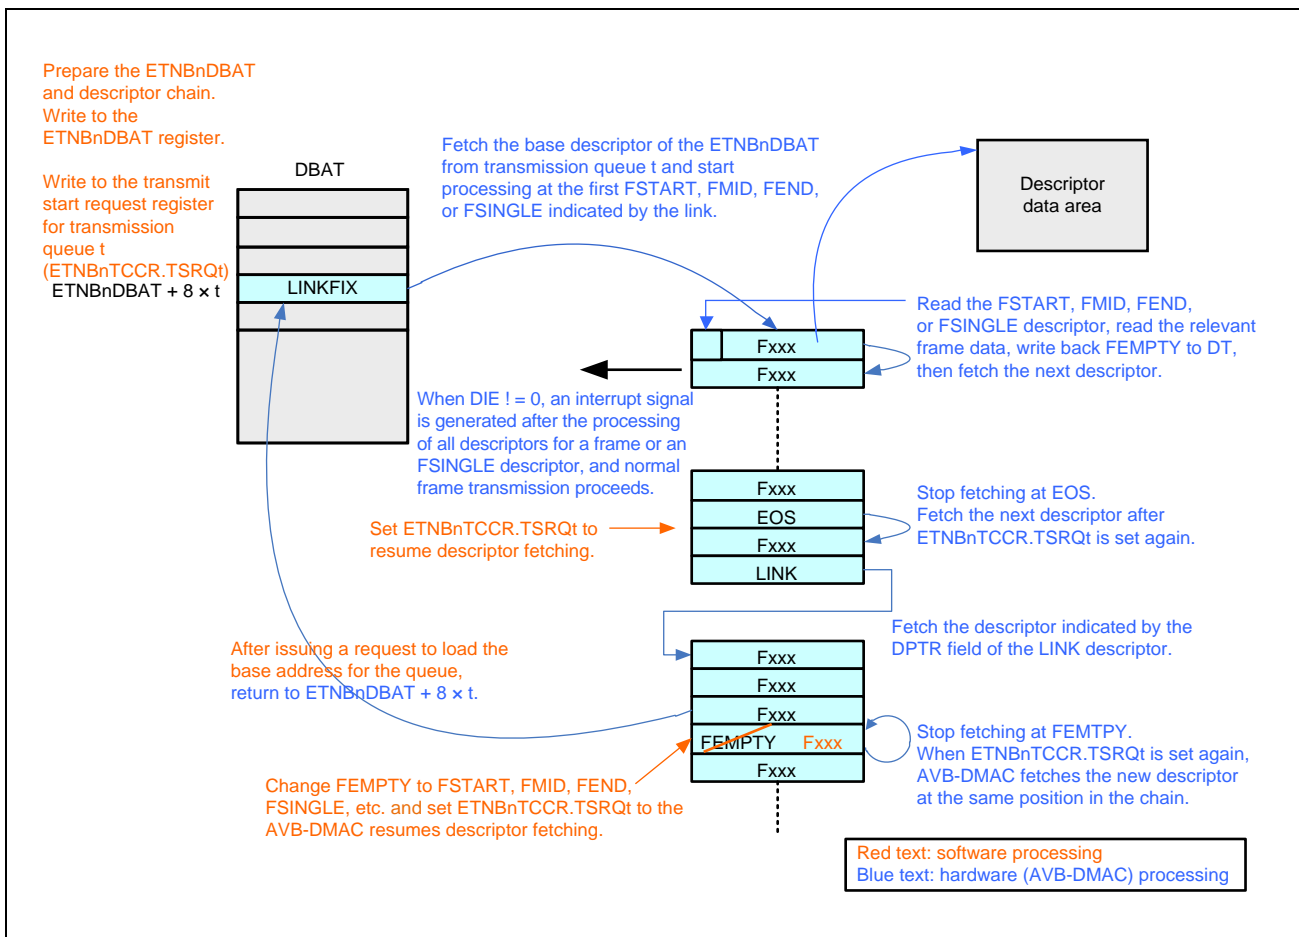 Prepare the ETNBnDBAT
and descriptor chain.
Write to the
ETNBnDBAT register.
Write to the transmit
start request register
for transmission
queue t
(ETNBnTCCR.TSRQt)
ETNBnDBAT + 8 × t
DBAT
LINKFIX
Fetch the base descriptor of the ETNBnDBAT
from transmission queue t and start
processing at the first FSTART, FMID, FEND,
or FSINGLE indicated by the link.
Descriptor
data area
Read the FSTART, FMID, FEND,
or FSINGLE descriptor, read the relevant
frame data, write back FEMPTY to DT,
then fetch the next descriptor.
Fxxx
Fxxx
When DIE ! = 0, an interrupt signal
is generated after the processing
of all descriptors for a frame or an
FSINGLE descriptor, and normal
frame transmission proceeds.
Fxxx
EOS
Fxxx
LINK
Stop fetching at EOS.
Fetch the next descriptor after
ETNBnTCCR.TSRQt is set again.
Set ETNBnTCCR.TSRQt to
resume descriptor fetching.
Fetch the descriptor indicated by the
DPTR field of the LINK descriptor.
After issuing a request to load the
base address for the queue,
return to ETNBnDBAT + 8 × t.
Fxxx
Fxxx
Fxxx
FEMPTY Fxxx
Fxxx
Stop fetching at FEMTPY.
When ETNBnTCCR.TSRQt is set again,
AVB-DMAC fetches the new descriptor
at the same position in the chain.
Change FEMPTY to FSTART, FMID, FEND,
FSINGLE, etc. and set ETNBnTCCR.TSRQt to the
AVB-DMAC resumes descriptor fetching.
Red text: software processing
Blue text: hardware (AVB-DMAC) processing